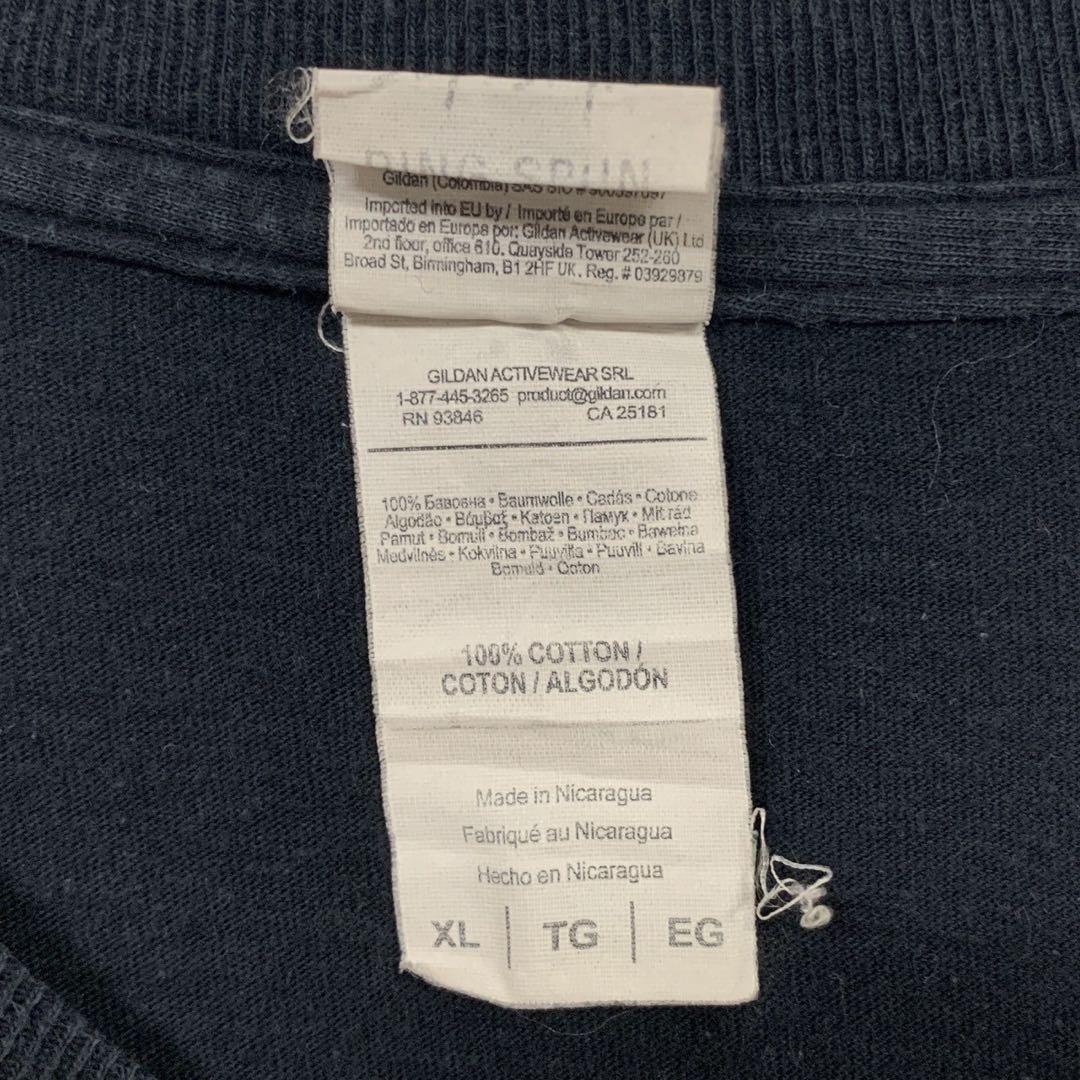 RING SPUN
Gildan (Colombia) SAS SIC # 900597097
Imported into EU by / Importé en Europe par /
Importado en Europa por: Gildan Activewear (UK) Ltd
2nd floor, office 610, Quayside Tower 252-260
Broad St, Birmingham, B1 2HF UK. Reg. # 03929879
GILDAN ACTIVEWEAR SRL
1-877-445-3265 product@gildan.com
RN 93846 CA 25181
100% Бавовна • Baumwolle • Cadás • Cotone
Algodão • Βάμβαξ • Katoen • Памук • Mit rád
Pamut • Bomull • Bombaž • Bumbac • Bawełna
Medvilnės • Kokvilna • Puuvilla • Puuvill • Bavlna
Bomuld • Coton
100% COTTON /
COTON / ALGODÓN
Made in Nicaragua
Fabriqué au Nicaragua
Hecho en Nicaragua
XL | TG | EG